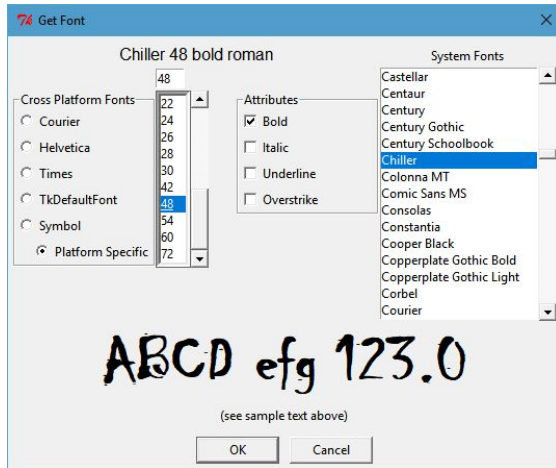 Get Font
Chiller 48 bold roman
System Fonts
48
Cross Platform Fonts
Courier
Helvetica
Times
TkDefaultFont
Symbol
Platform Specific
22
24
26
28
30
42
48
54
60
72
Attributes
Bold
Italic
Underline
Overstrike
Castellar
Centaur
Century
Century Gothic
Century Schoolbook
Chiller
Colonna MT
Comic Sans MS
Consolas
Constantia
Cooper Black
Copperplate Gothic Bold
Copperplate Gothic Light
Corbel
Courier
ABCD efg 123.0
(see sample text above)
OK
Cancel